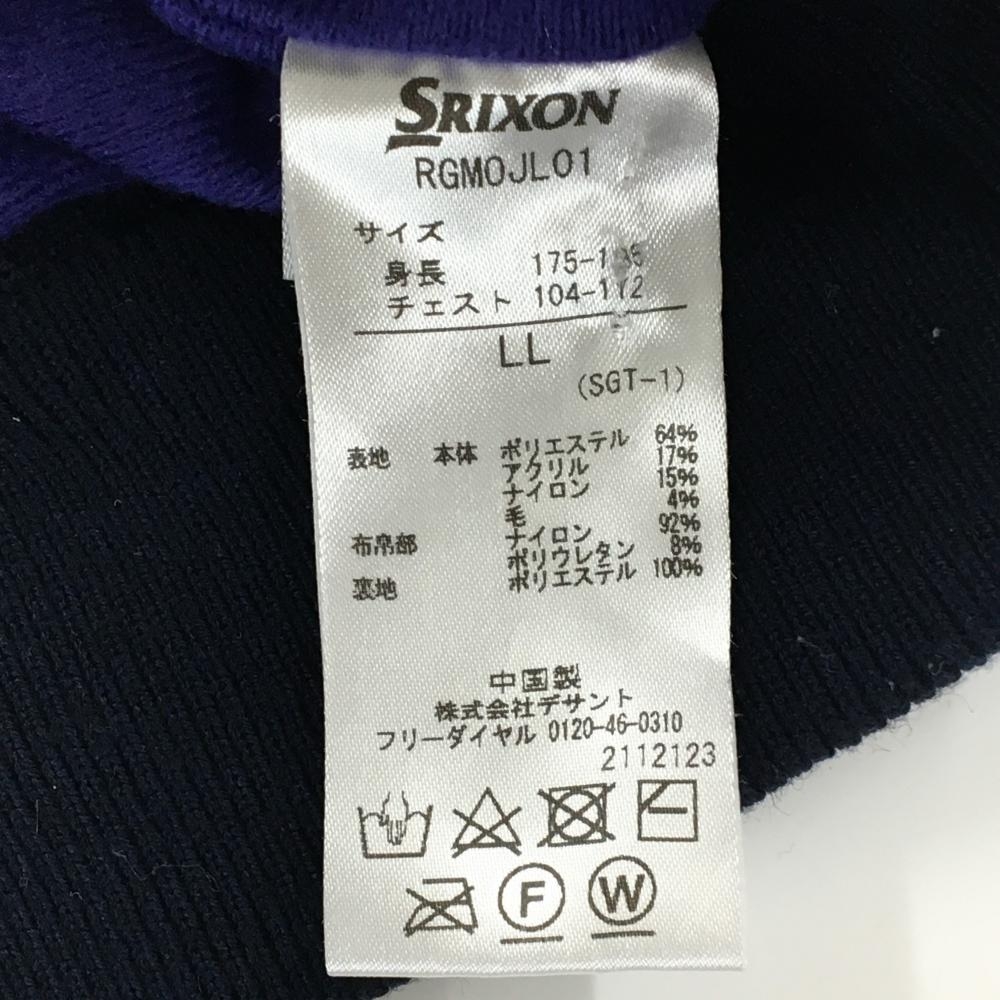 SRIXON
RGM0JL01
サイズ
身長 175-185
チェスト 104-112
LL
(SGT-1)
表地 本体 ポリエステル 64%
アクリル 17%
ナイロン 15%
毛 4%
布帛部 ナイロン 92%
ポリウレタン 8%
裏地 ポリエステル 100%
中国製
株式会社デサント
フリーダイヤル 0120-46-0310
2112123
F W